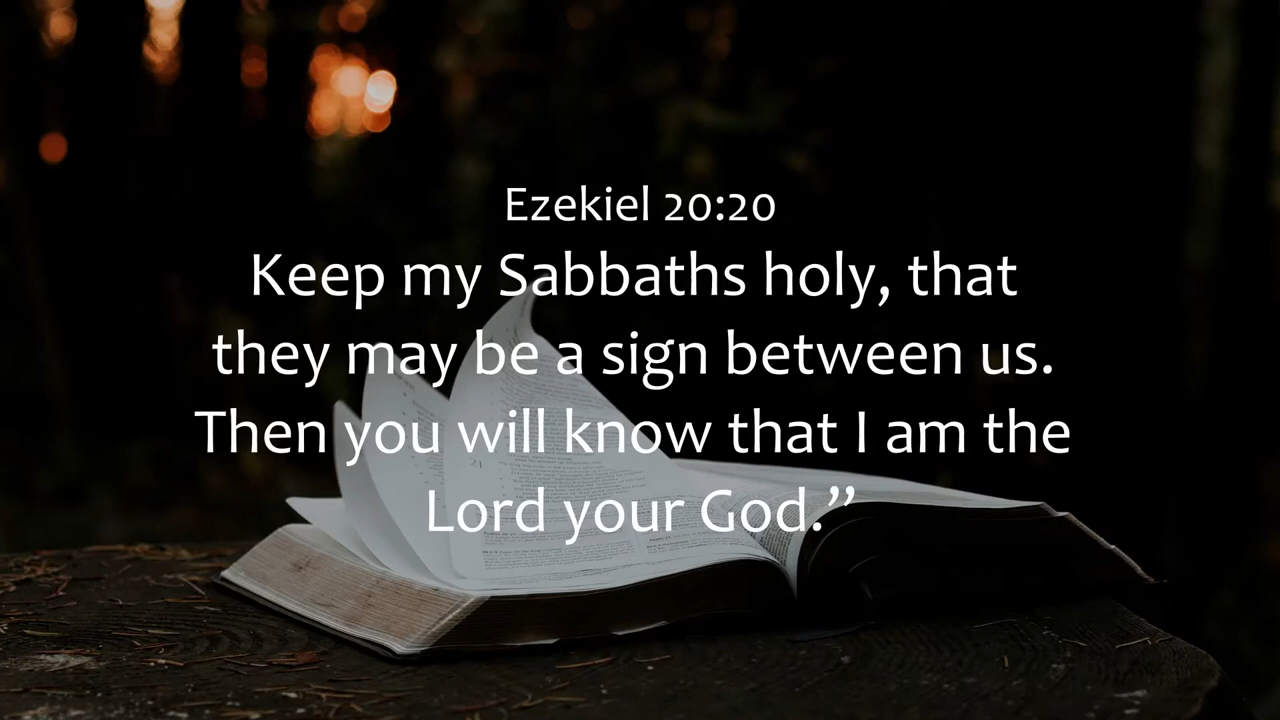 Ezekiel 20:20
Keep my Sabbaths holy, that
they may be a sign between us.
Then you will know that I am the
Lord your God.”